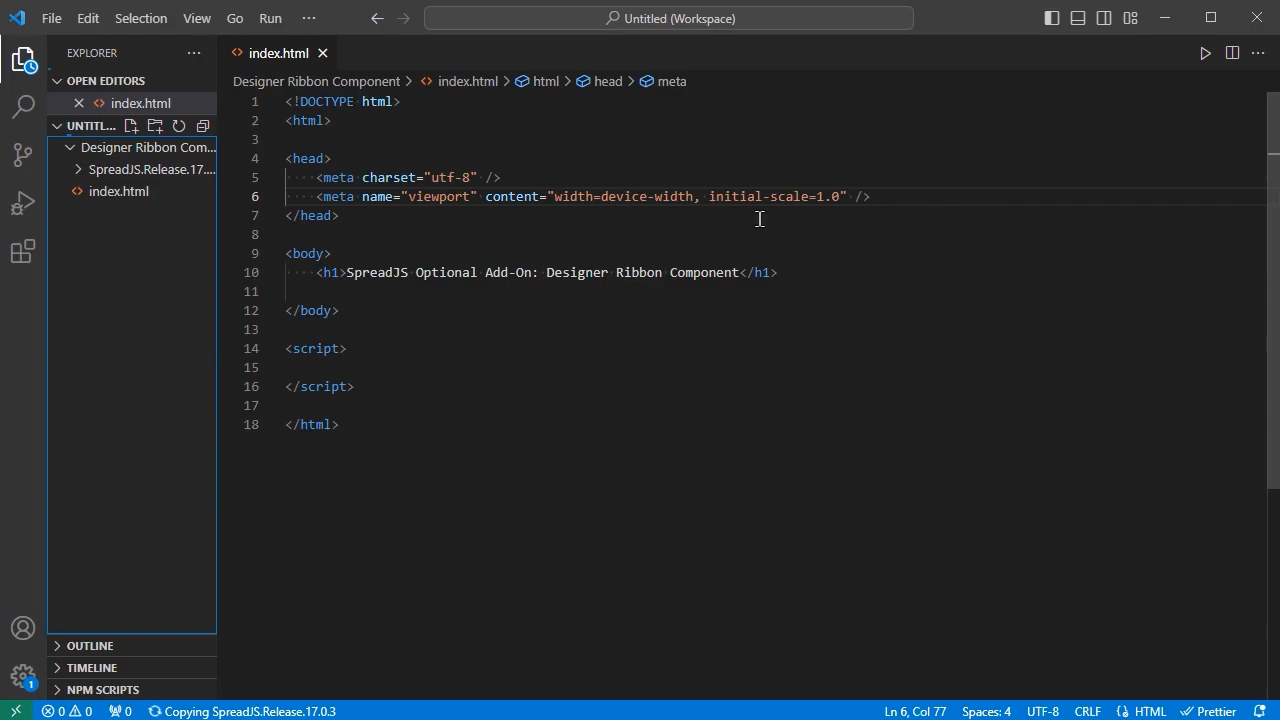 File Edit Selection View Go Run ···
Untitled (Workspace)
EXPLORER ···
OPEN EDITORS
index.html
UNTITL...
Designer Ribbon Com...
SpreadJS.Release.17....
index.html
OUTLINE
TIMELINE
NPM SCRIPTS
index.html
Designer Ribbon Component > index.html > html > head > meta
1 <!DOCTYPE html>
2 <html>
3
4 <head>
5 <meta charset="utf-8" />
6 <meta name="viewport" content="width=device-width, initial-scale=1.0" />
7 </head>
8
9 <body>
10 <h1>SpreadJS Optional Add-On: Designer Ribbon Component</h1>
11
12 </body>
13
14 <script>
15
16 </script>
17
18 </html>
1
0 0 0 Copying SpreadJS.Release.17.0.3 Ln 6, Col 77 Spaces: 4 UTF-8 CRLF {} HTML Prettier